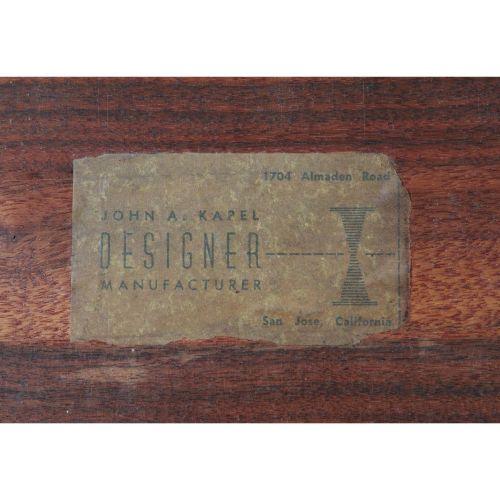 1704 Almaden Road
JOHN A. KAPEL
DESIGNER
MANUFACTURER
San Jose, California